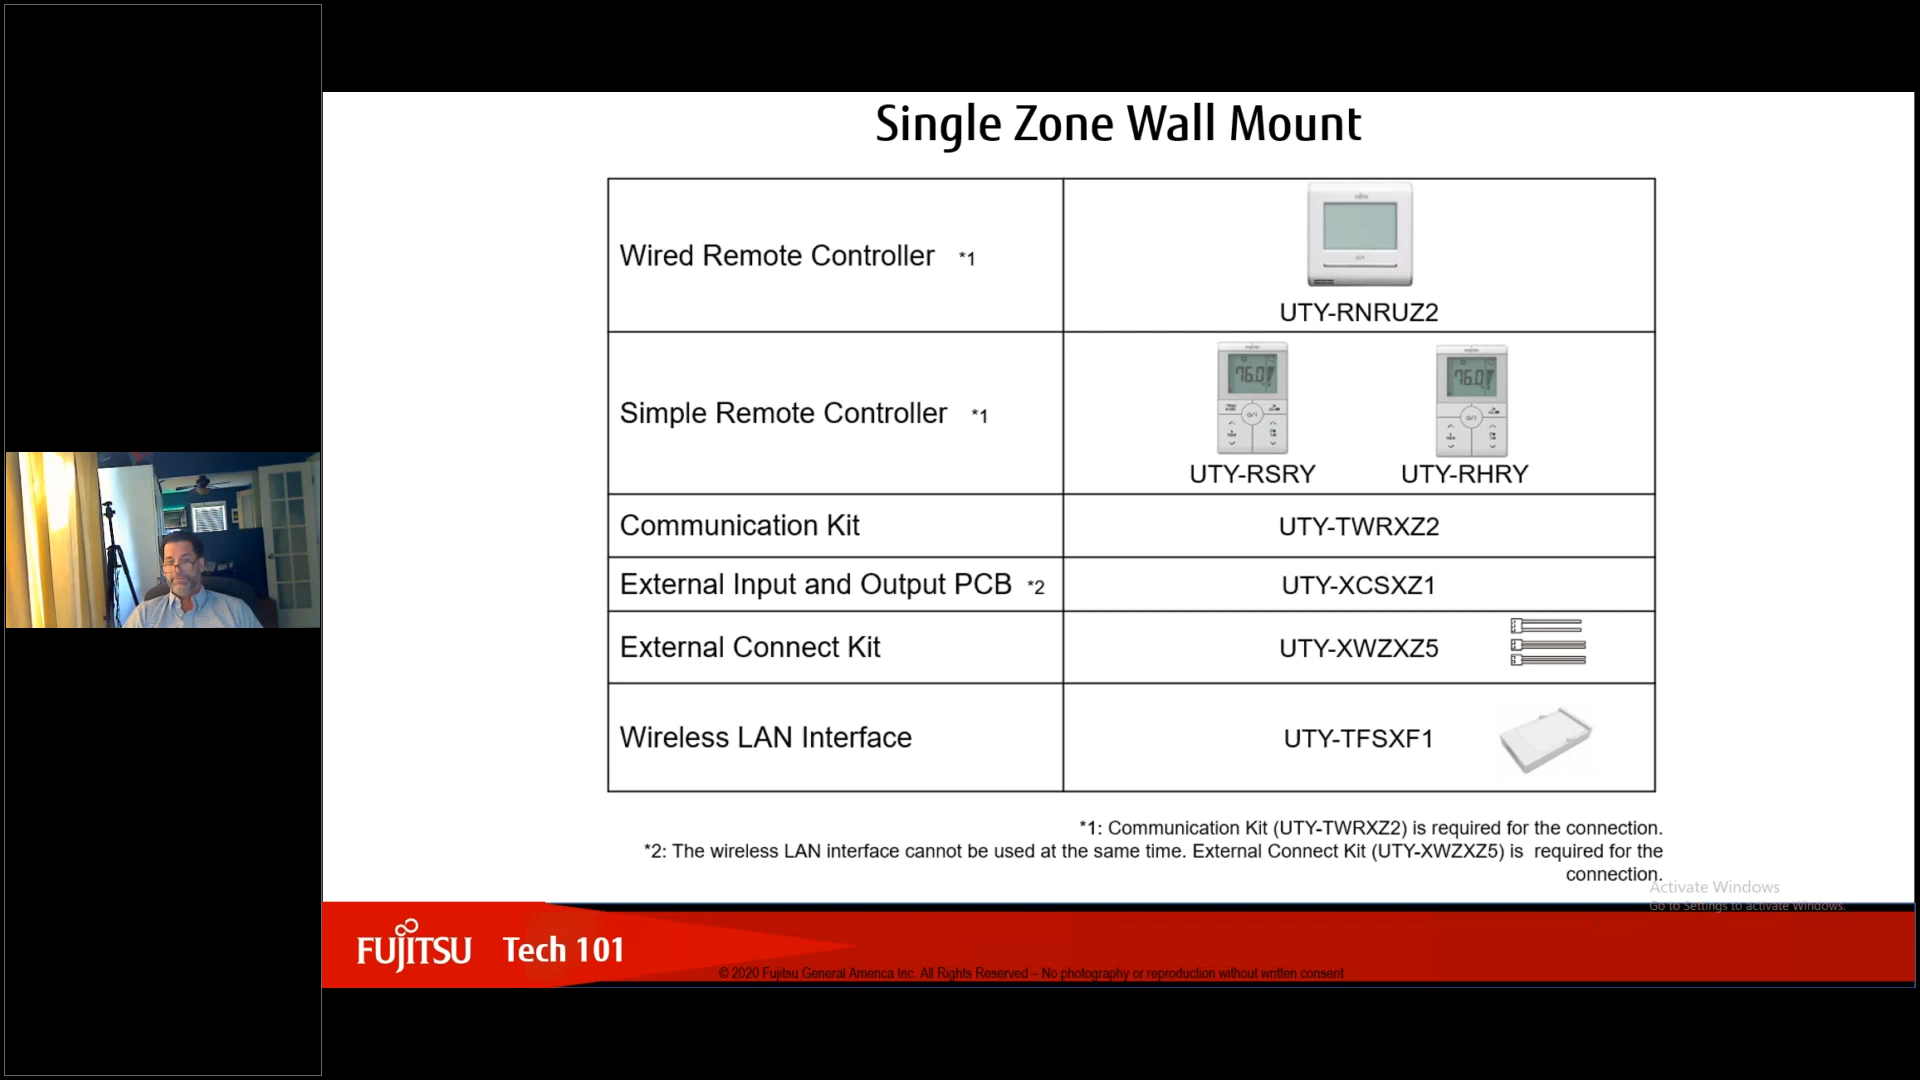 Single Zone Wall Mount
Wired Remote Controller *1
UTY-RNRUZ2
Simple Remote Controller *1
76.0
76.0
UTY-RSRY UTY-RHRY
Communication Kit UTY-TWRXZ2
External Input and Output PCB *2 UTY-XCSXZ1
External Connect Kit UTY-XWZXZ5
Wireless LAN Interface UTY-TFSXF1
*1: Communication Kit (UTY-TWRXZ2) is required for the connection.
*2: The wireless LAN interface cannot be used at the same time. External Connect Kit (UTY-XWZXZ5) is required for the
connection.
Activate Windows
Go to Settings to activate Windows.
FUJITSU Tech 101
© 2020 Fujitsu General America Inc. All Rights Reserved – No photography or reproduction without written consent